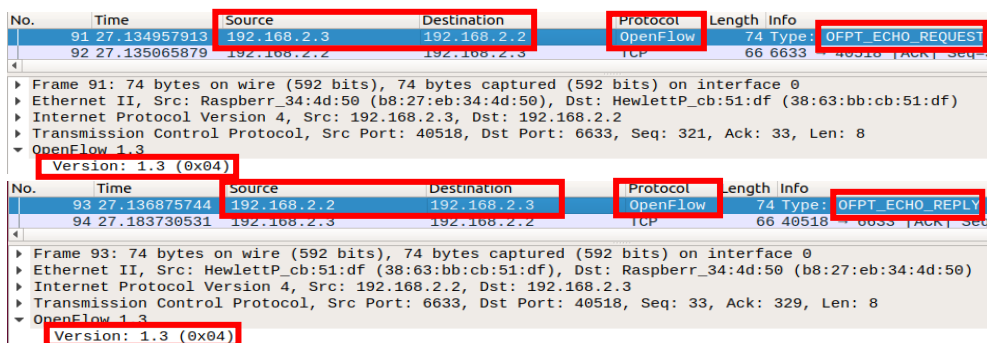 No. Time Source Destination Protocol Length Info
91 27.134957913 192.168.2.3 192.168.2.2 OpenFlow 74 Type: OFPT_ECHO_REQUEST
92 27.135065879 192.168.2.2 192.168.2.3 TCP 66 6633 → 40518 [ACK] Seq=
Frame 91: 74 bytes on wire (592 bits), 74 bytes captured (592 bits) on interface 0
Ethernet II, Src: Raspberr_34:4d:50 (b8:27:eb:34:4d:50), Dst: HewlettP_cb:51:df (38:63:bb:cb:51:df)
Internet Protocol Version 4, Src: 192.168.2.3, Dst: 192.168.2.2
Transmission Control Protocol, Src Port: 40518, Dst Port: 6633, Seq: 321, Ack: 33, Len: 8
OpenFlow 1.3
Version: 1.3 (0x04)
No. Time Source Destination Protocol Length Info
93 27.136875744 192.168.2.2 192.168.2.3 OpenFlow 74 Type: OFPT_ECHO_REPLY
94 27.183730531 192.168.2.3 192.168.2.2 TCP 66 40518 → 6633 [ACK] Seq
Frame 93: 74 bytes on wire (592 bits), 74 bytes captured (592 bits) on interface 0
Ethernet II, Src: HewlettP_cb:51:df (38:63:bb:cb:51:df), Dst: Raspberr_34:4d:50 (b8:27:eb:34:4d:50)
Internet Protocol Version 4, Src: 192.168.2.2, Dst: 192.168.2.3
Transmission Control Protocol, Src Port: 6633, Dst Port: 40518, Seq: 33, Ack: 329, Len: 8
OpenFlow 1.3
Version: 1.3 (0x04)